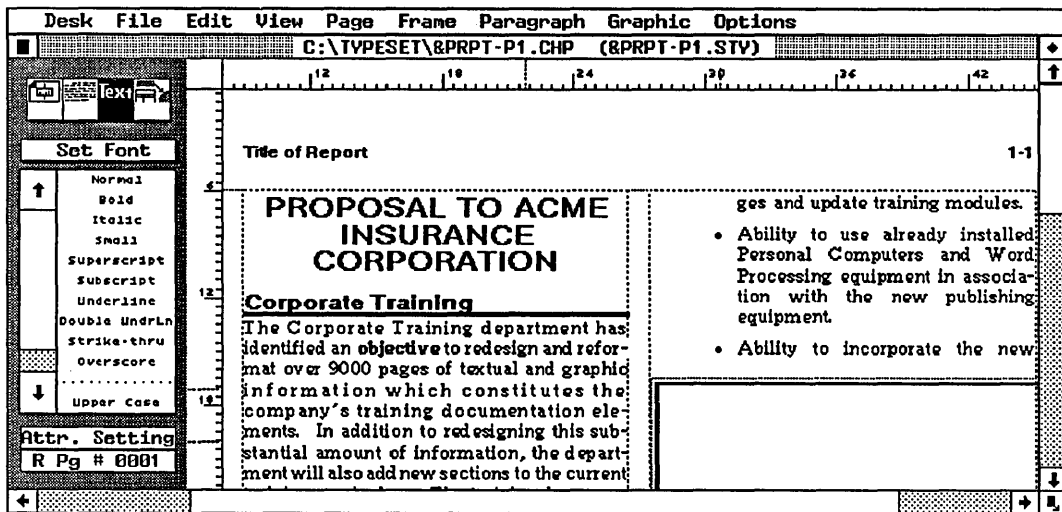 Desk File Edit View Page Frame Paragraph Graphic Options
C:\TYPESET\&PRPT-P1.CHP (&PRPT-P1.STY)
12 18 24 30 36 42
Text
Set Font
Normal
Bold
Italic
Small
Superscript
Subscript
Underline
Double UndrLn
Strike-thru
Overscore
Upper Case
Attr. Setting
R Pg # 0001
6
12
18
Title of Report 1-1
PROPOSAL TO ACME
INSURANCE
CORPORATION
Corporate Training
The Corporate Training department has
identified an objective to redesign and refor-
mat over 9000 pages of textual and graphic
information which constitutes the
company's training documentation ele-
ments. In addition to redesigning this sub-
stantial amount of information, the depart-
ment will also add new sections to the current
ges and update training modules.
• Ability to use already installed
Personal Computers and Word
Processing equipment in associa-
tion with the new publishing
equipment.
• Ability to incorporate the new